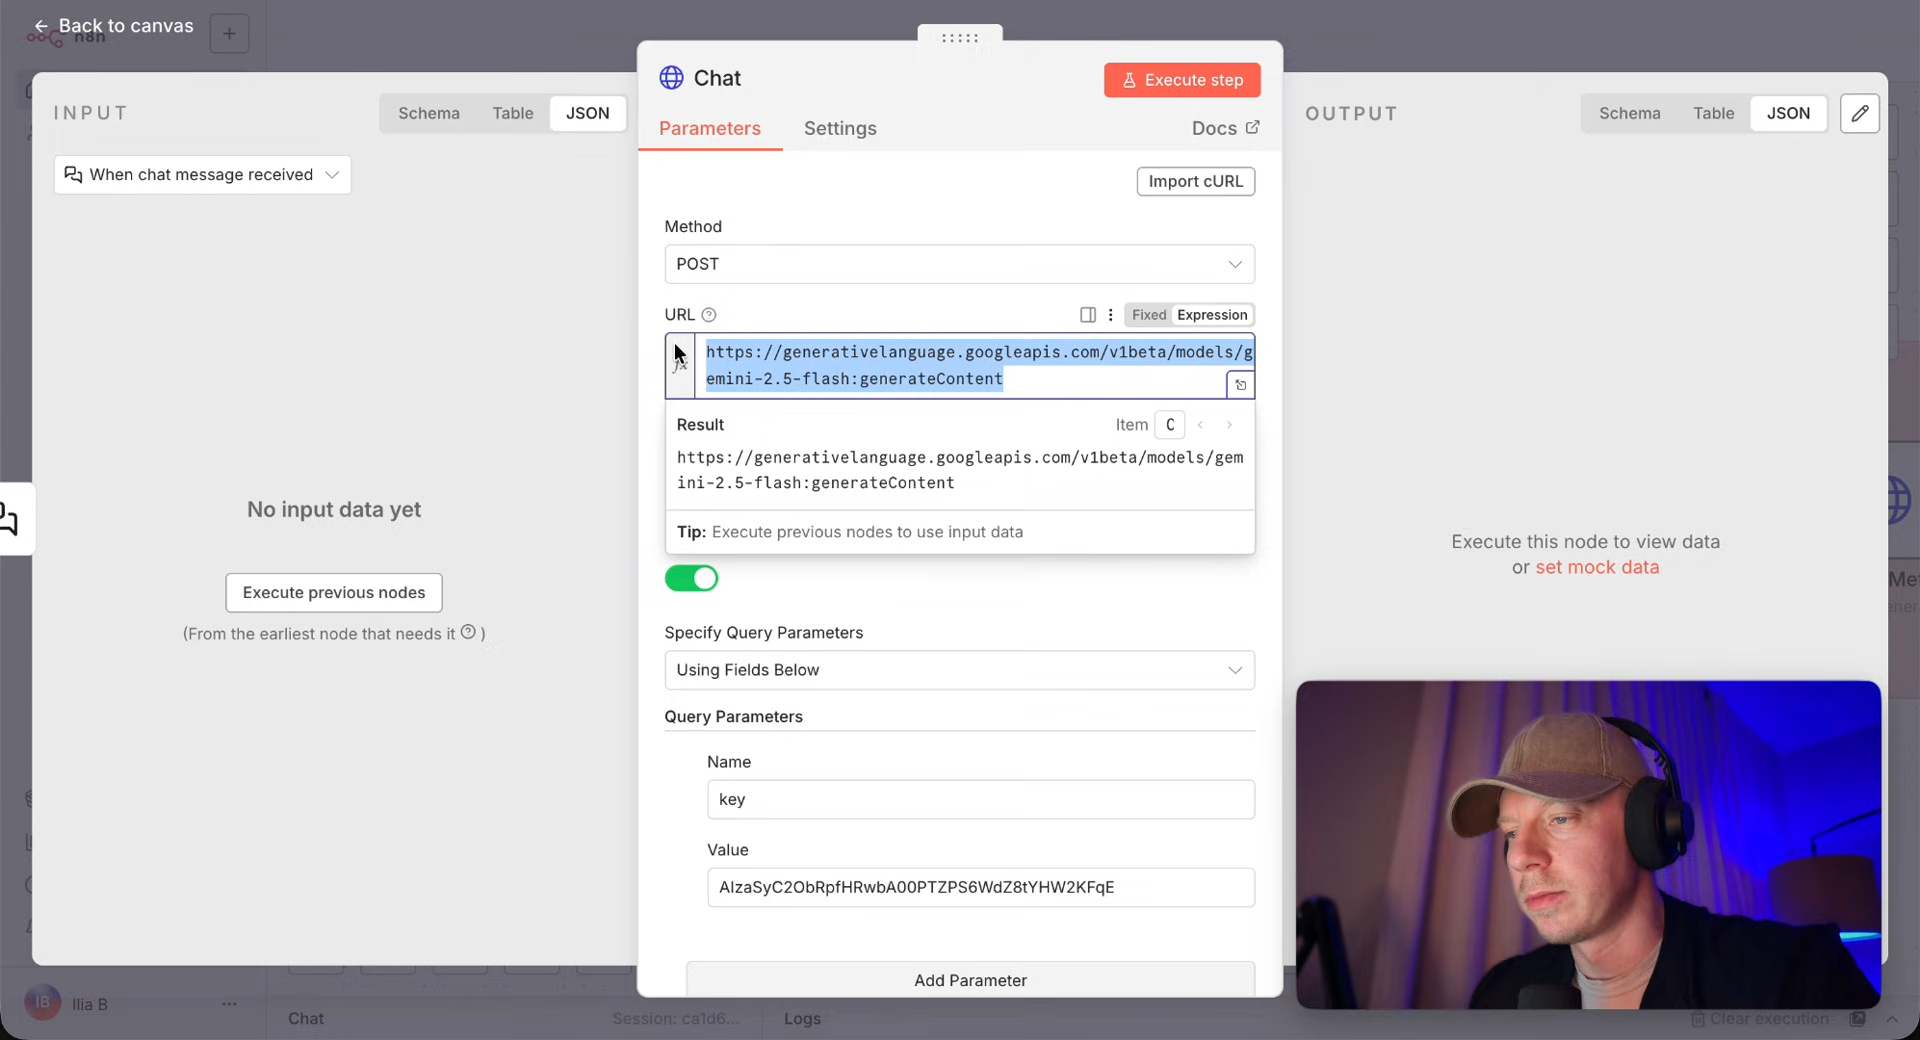 Back to canvas
n8n
INPUT
Schema
Table
JSON
When chat message received
No input data yet
Execute previous nodes
(From the earliest node that needs it ? )
Chat
Execute step
Parameters
Settings
Docs
Import cURL
Method
POST
URL ?
Fixed
Expression
fx
https://generativelanguage.googleapis.com/v1beta/models/g
emini-2.5-flash:generateContent
Result
Item
C
https://generativelanguage.googleapis.com/v1beta/models/gem
ini-2.5-flash:generateContent
Tip: Execute previous nodes to use input data
Specify Query Parameters
Using Fields Below
Query Parameters
Name
key
Value
AIzaSyC2ObRpfHRwbA00PTZPS6WdZ8tYHW2KFqE
Add Parameter
OUTPUT
Schema
Table
JSON
Execute this node to view data
or set mock data
IB
Ilia B
Chat
Session: ca1d6...
Logs
Clear execution